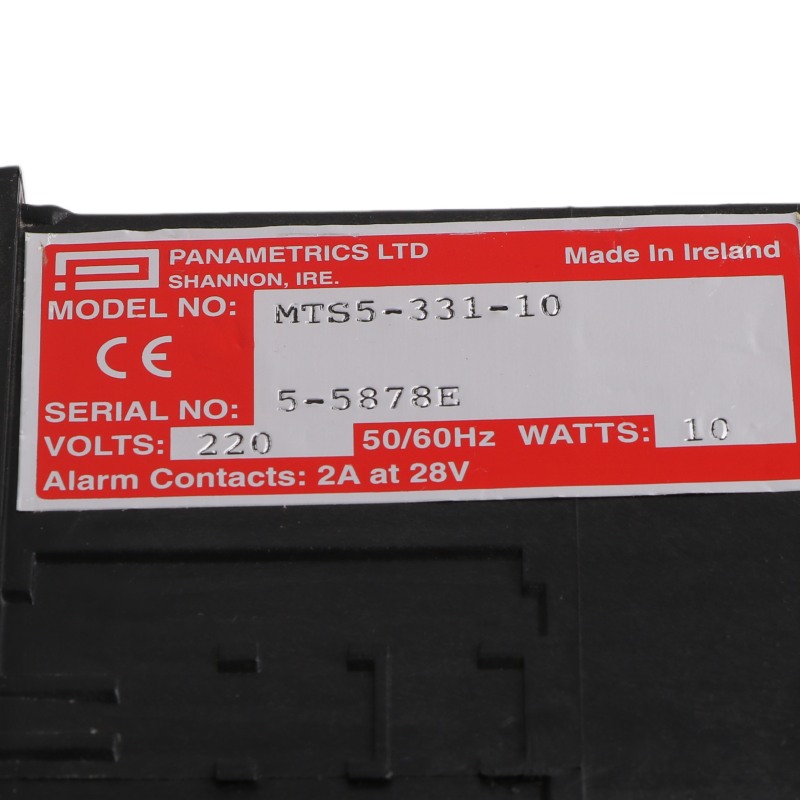 PANAMETRICS LTD
SHANNON, IRE.
Made In Ireland
MODEL NO: MTS5-331-10
CE
SERIAL NO: 5-5878E
VOLTS: 220 50/60Hz WATTS: 10
Alarm Contacts: 2A at 28V